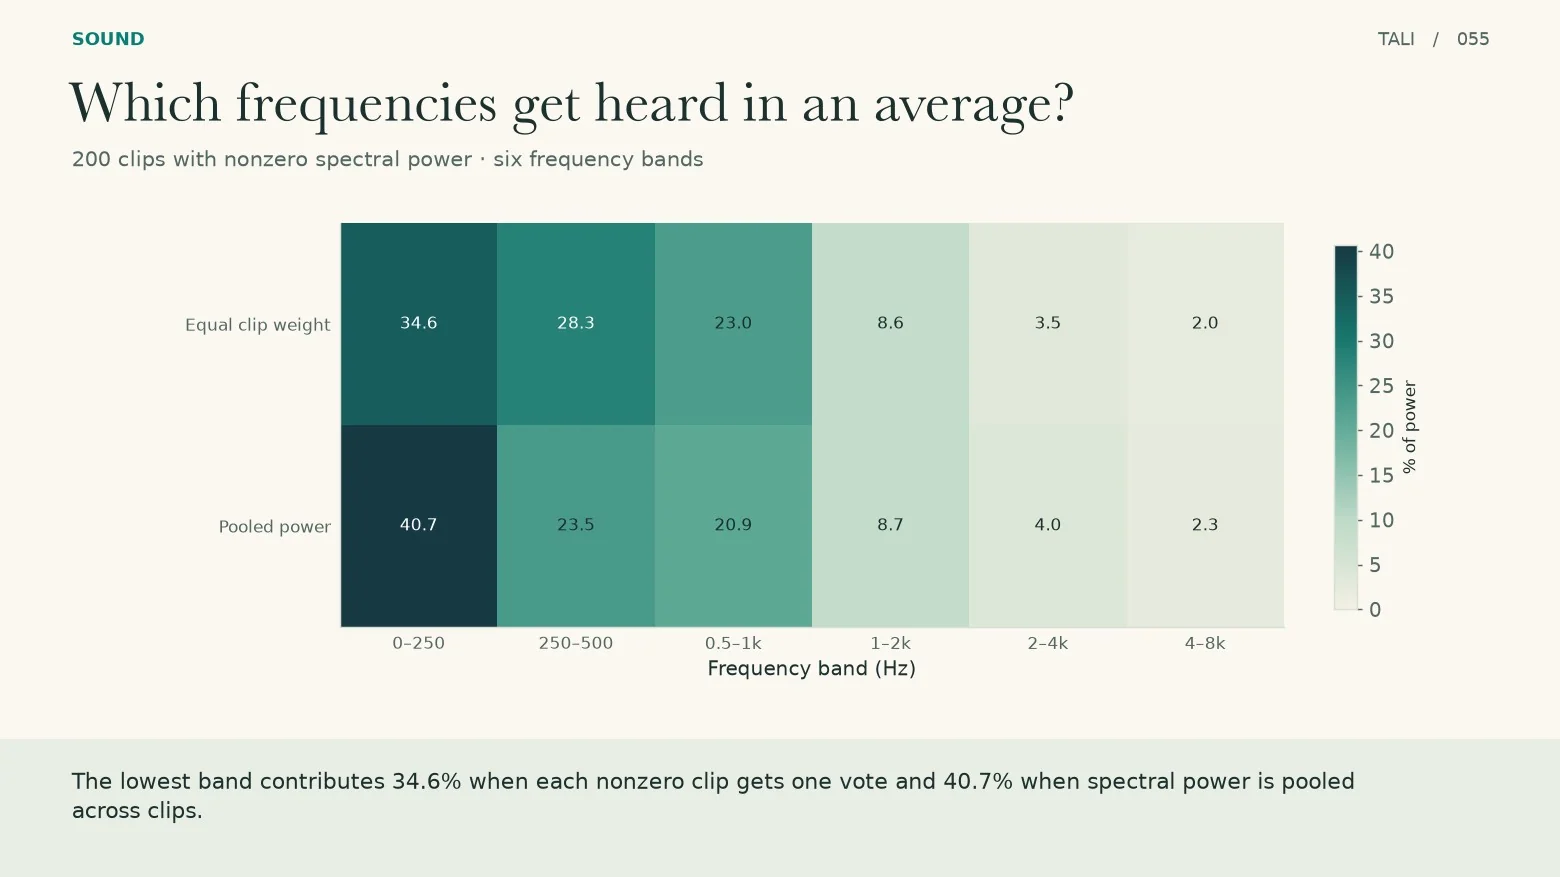 SOUND
TALI / 055
Which frequencies get heard in an average?
200 clips with nonzero spectral power · six frequency bands
Equal clip weight
34.6
28.3
23.0
8.6
3.5
2.0
Pooled power
40.7
23.5
20.9
8.7
4.0
2.3
0–250
250–500
0.5–1k
1–2k
2–4k
4–8k
Frequency band (Hz)
40
35
30
25
20
15
10
5
0
% of power
The lowest band contributes 34.6% when each nonzero clip gets one vote and 40.7% when spectral power is pooled
across clips.